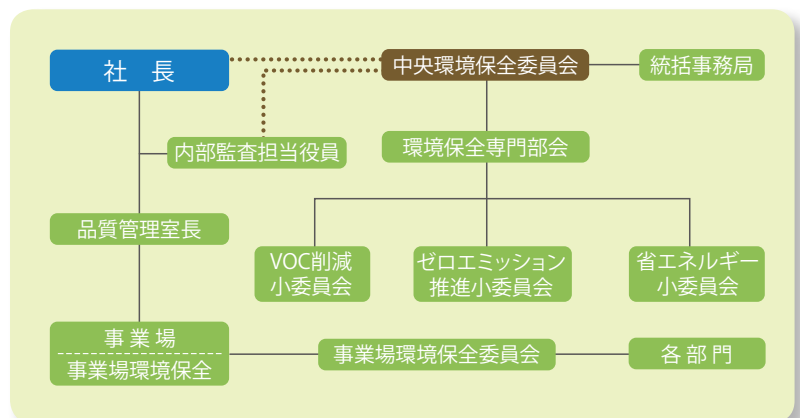 社 長
中央環境保全委員会
統括事務局
内部監査担当役員
環境保全専門部会
品質管理室長
VOC削減
小委員会
ゼロエミッション
推進小委員会
省エネルギー
小委員会
事 業 場
事業場環境保全
事業場環境保全委員会
各 部 門